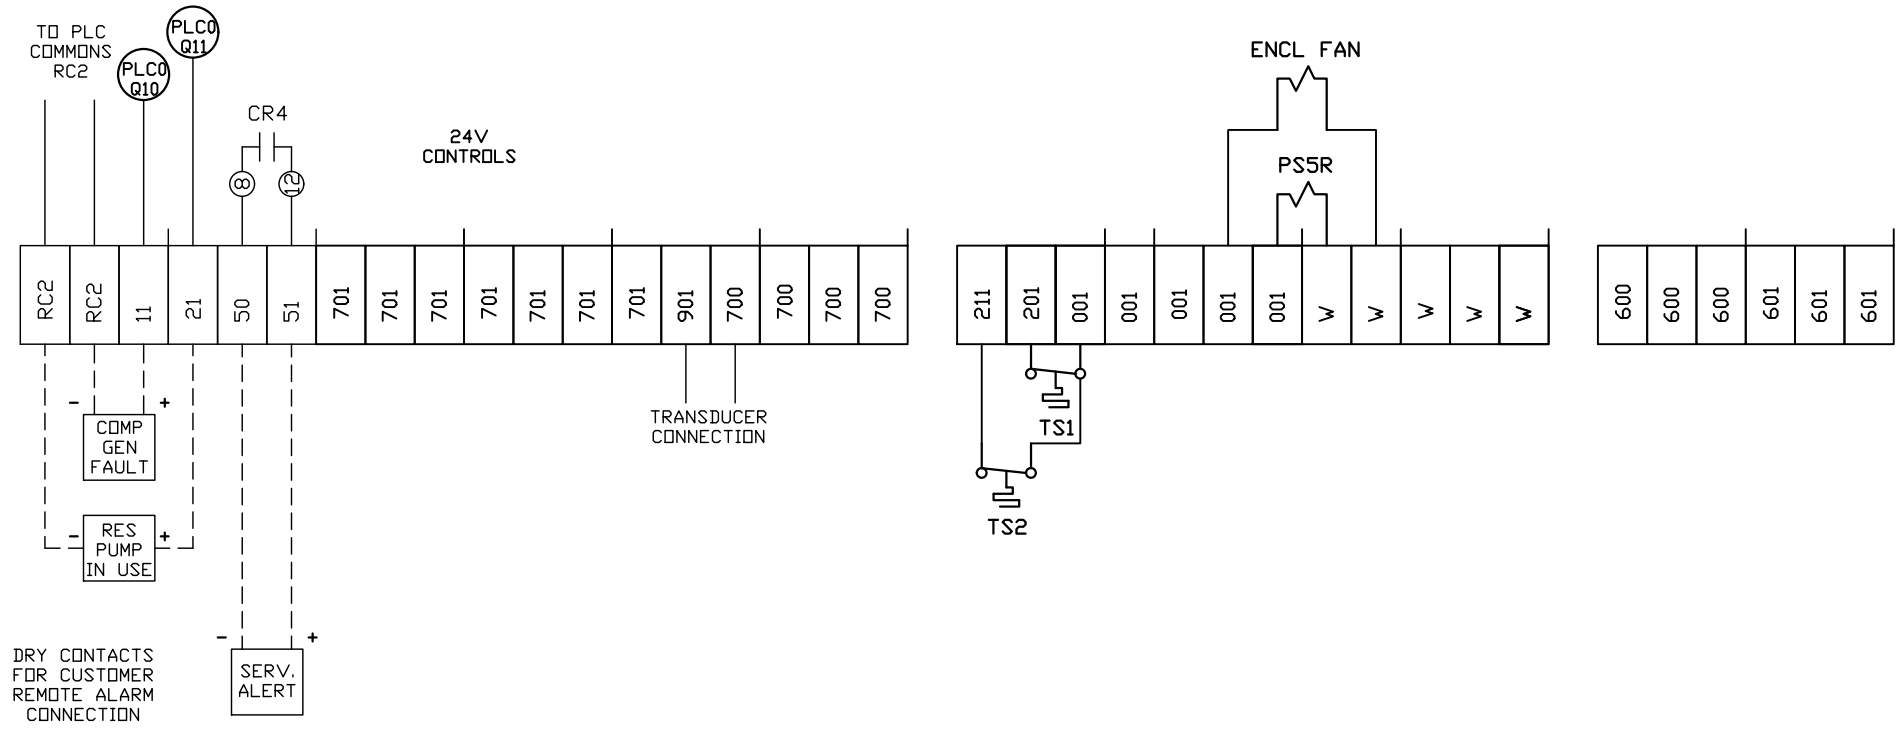 TO PLC
COMMONS
RC2
PLC0
Q10
PLC0
Q11
CR4
8
12
24V
CONTROLS
ENCL FAN
PS5R
RC2 RC2 11 21 50 51 701 701 701 701 701 701 701 901 700 700 700 700
211 201 001 001 001 001 001 W W W W W
600 600 600 601 601 601
- +
COMP
GEN
FAULT
- +
RES
PUMP
IN USE
- +
SERV.
ALERT
TRANSDUCER
CONNECTION
TS1
TS2
DRY CONTACTS
FOR CUSTOMER
REMOTE ALARM
CONNECTION